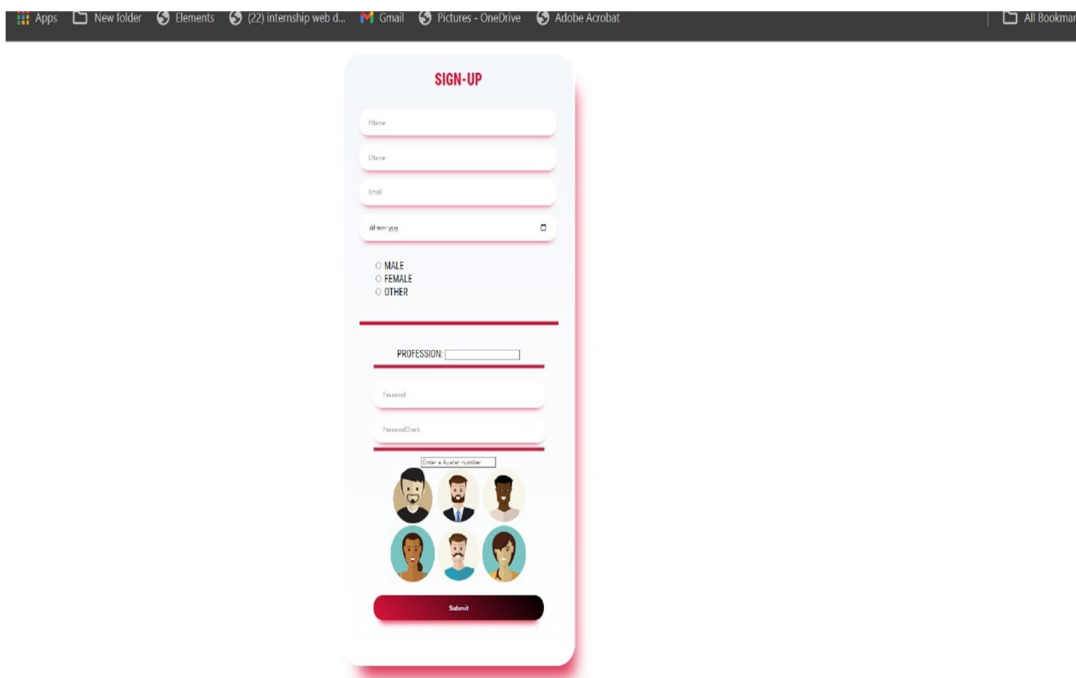 Apps New folder Elements (22) internship web d... Gmail Pictures - OneDrive Adobe Acrobat All Bookmar
SIGN-UP
Email
dd-mm-yyyy
MALE
FEMALE
OTHER
PROFESSION:
Password
PasswordCheck
Enter a Avatar number
Submit